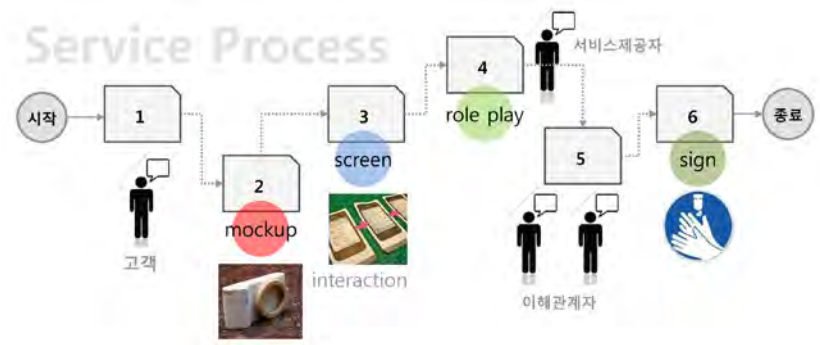 Service Process
시작
1
고객
2
mockup
3
screen
interaction
4
role play
서비스제공자
5
이해관계자
6
sign
종료